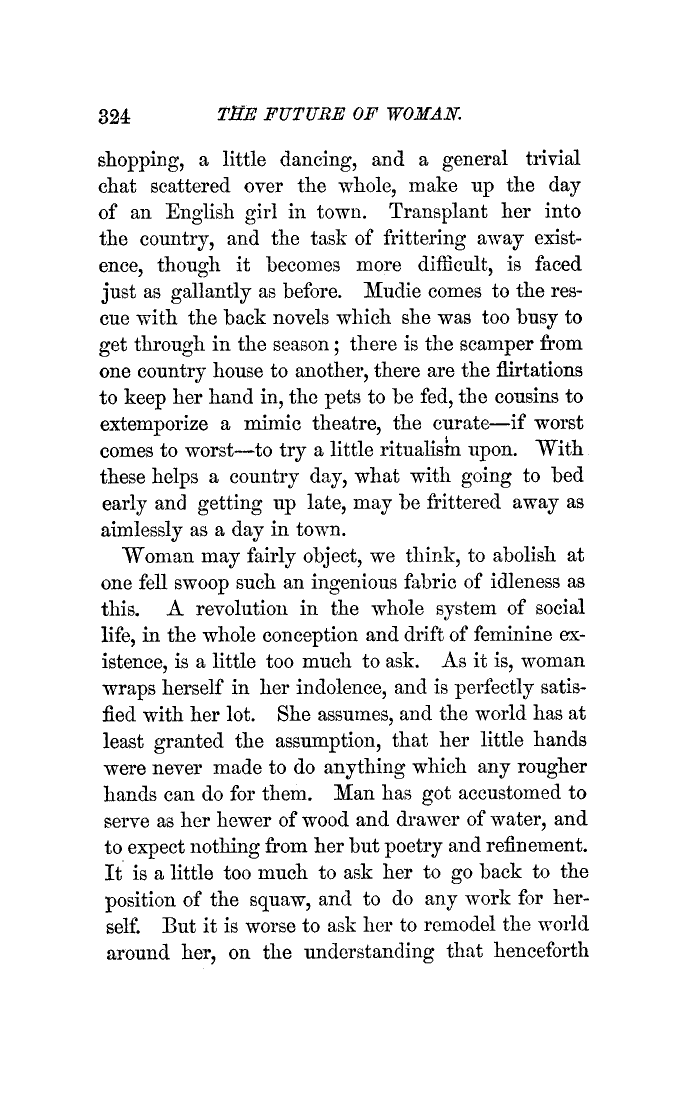 324 THE FUTURE OF WOMAN.
shopping, a little dancing, and a general trivial
chat scattered over the whole, make up the day
of an English girl in town. Transplant her into
the country, and the task of frittering away exist-
ence, though it becomes more difficult, is faced
just as gallantly as before. Mudie comes to the res-
cue with the back novels which she was too busy to
get through in the season; there is the scamper from
one country house to another, there are the flirtations
to keep her hand in, the pets to be fed, the cousins to
extemporize a mimic theatre, the curate—if worst
comes to worst—to try a little ritualism upon. With
these helps a country day, what with going to bed
early and getting up late, may be frittered away as
aimlessly as a day in town.
Woman may fairly object, we think, to abolish at
one fell swoop such an ingenious fabric of idleness as
this. A revolution in the whole system of social
life, in the whole conception and drift of feminine ex-
istence, is a little too much to ask. As it is, woman
wraps herself in her indolence, and is perfectly satis-
fied with her lot. She assumes, and the world has at
least granted the assumption, that her little hands
were never made to do anything which any rougher
hands can do for them. Man has got accustomed to
serve as her hewer of wood and drawer of water, and
to expect nothing from her but poetry and refinement.
It is a little too much to ask her to go back to the
position of the squaw, and to do any work for her-
self. But it is worse to ask her to remodel the world
around her, on the understanding that henceforth